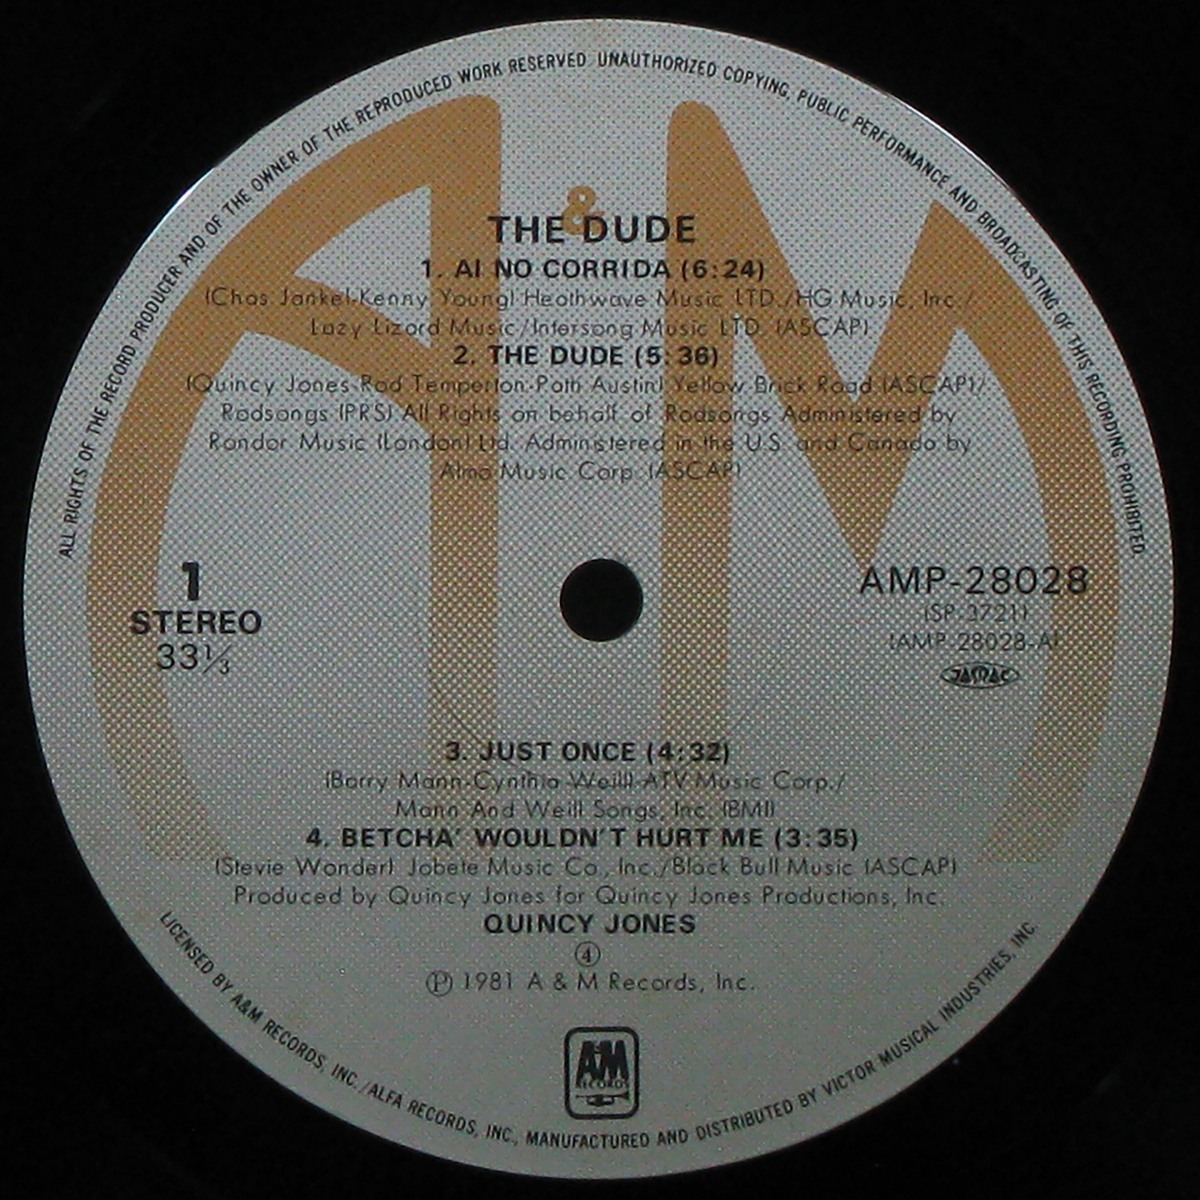 ALL RIGHTS OF THE RECORD PRODUCER AND OF THE OWNER OF THE REPRODUCED WORK RESERVED UNAUTHORIZED COPYING, PUBLIC PERFORMANCE AND BROADCASTING OF THIS RECORDING PROHIBITED
A&M
THE DUDE
1. AI NO CORRIDA (6:24)
(Chas Jankel-Kenny Young) Heathwave Music LTD./HG Music, Inc./
Lazy Lizard Music/Intersong Music LTD. (ASCAP)
2. THE DUDE (5:36)
(Quincy Jones-Rod Temperton-Patti Austin) Yellow Brick Road (ASCAP)/
Rodsongs (PRS) All Rights on behalf of Rodsongs Administered by
Rondor Music (London) Ltd. Administered in the U.S. and Canada by
Almo Music Corp. (ASCAP)
1
STEREO
33⅓
AMP-28028
(SP-3721)
(AMP-28028-A)
JASRAC
3. JUST ONCE (4:32)
(Barry Mann-Cynthia Weill) ATV Music Corp./
Mann And Weill Songs, Inc. (BMI)
4. BETCHA' WOULDN'T HURT ME (3:35)
(Stevie Wonder) Jobete Music Co., Inc./Black Bull Music (ASCAP)
Produced by Quincy Jones for Quincy Jones Productions, Inc.
QUINCY JONES
④
Ⓟ 1981 A & M Records, Inc.
A&M
RECORDS
LICENSED BY A&M RECORDS, INC./ALFA RECORDS, INC., MANUFACTURED AND DISTRIBUTED BY VICTOR MUSICAL INDUSTRIES, INC.